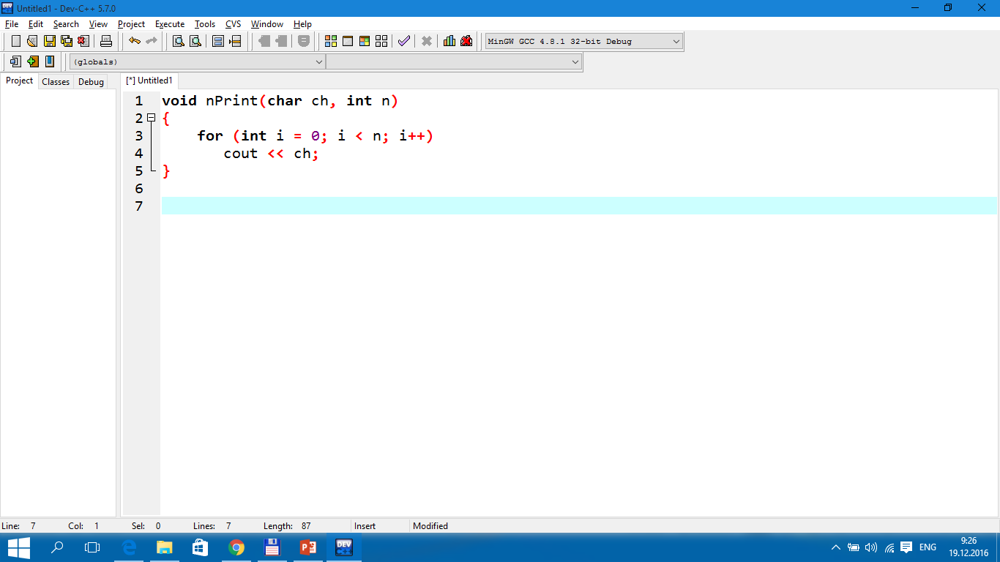 Untitled1 - Dev-C++ 5.7.0
File Edit Search View Project Execute Tools CVS Window Help
MinGW GCC 4.8.1 32-bit Debug
(globals)
Project Classes Debug [*] Untitled1
1 void nPrint(char ch, int n)
2 {
3 for (int i = 0; i < n; i++)
4 cout << ch;
5 }
6
7
Line: 7 Col: 1 Sel: 0 Lines: 7 Length: 87 Insert Modified
DEV ENG 9:26
19.12.2016